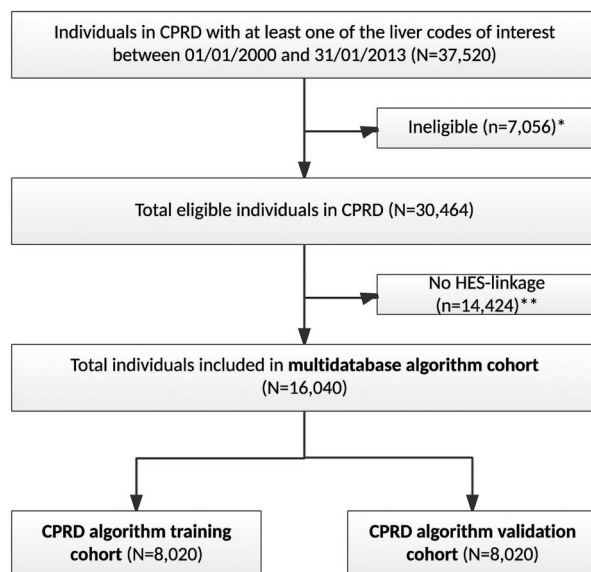 Individuals in CPRD with at least one of the liver codes of interest
between 01/01/2000 and 31/01/2013 (N=37,520)
Ineligible (n=7,056)*
Total eligible individuals in CPRD (N=30,464)
No HES-linkage
(n=14,424)**
Total individuals included in multidatabase algorithm cohort
(N=16,040)
CPRD algorithm training
cohort (N=8,020)
CPRD algorithm validation
cohort (N=8,020)